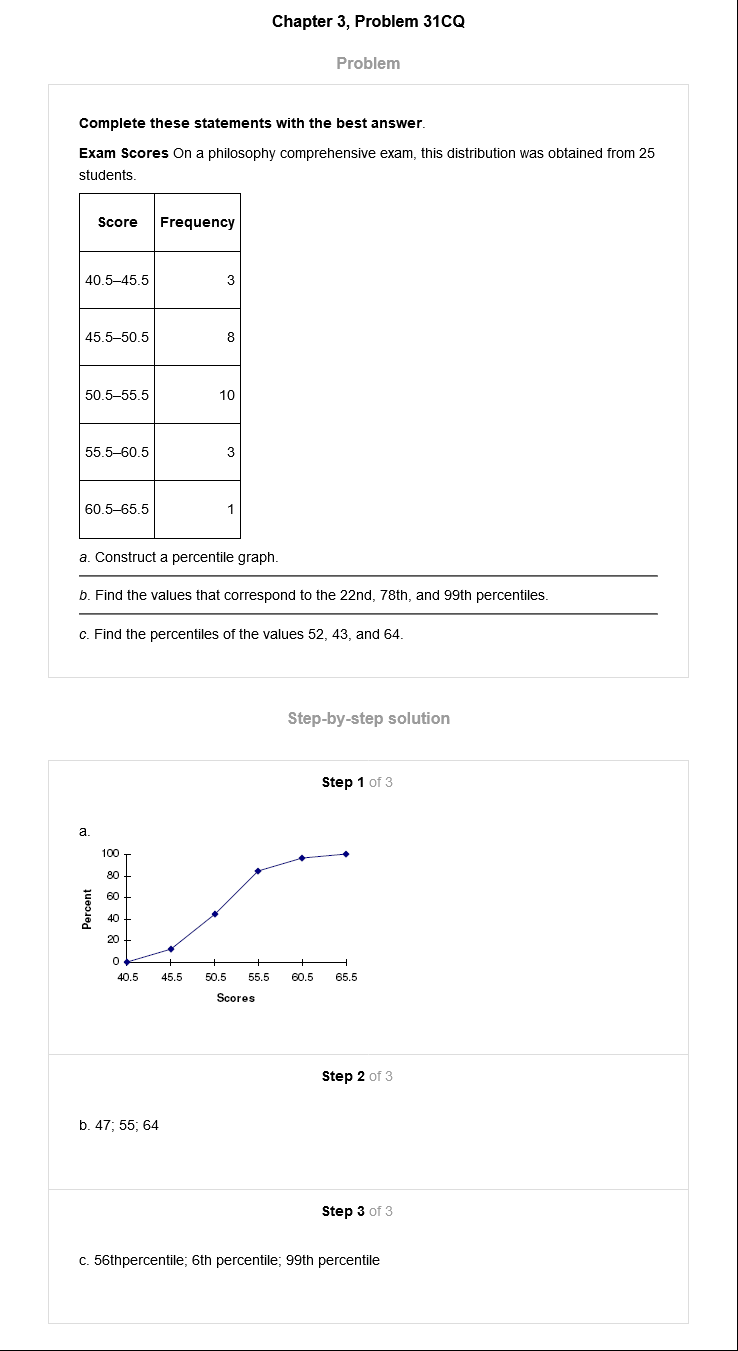 Chapter 3, Problem 31CQ
Problem
Complete these statements with the best answer.
Exam Scores On a philosophy comprehensive exam, this distribution was obtained from 25
students.
Score Frequency
40.5–45.5 3
45.5–50.5 8
50.5–55.5 10
55.5–60.5 3
60.5–65.5 1
a. Construct a percentile graph.
b. Find the values that correspond to the 22nd, 78th, and 99th percentiles.
c. Find the percentiles of the values 52, 43, and 64.
Step-by-step solution
Step 1 of 3
a.
100
80
60
40
20
0
Percent
40.5 45.5 50.5 55.5 60.5 65.5
Scores
Step 2 of 3
b. 47; 55; 64
Step 3 of 3
c. 56thpercentile; 6th percentile; 99th percentile